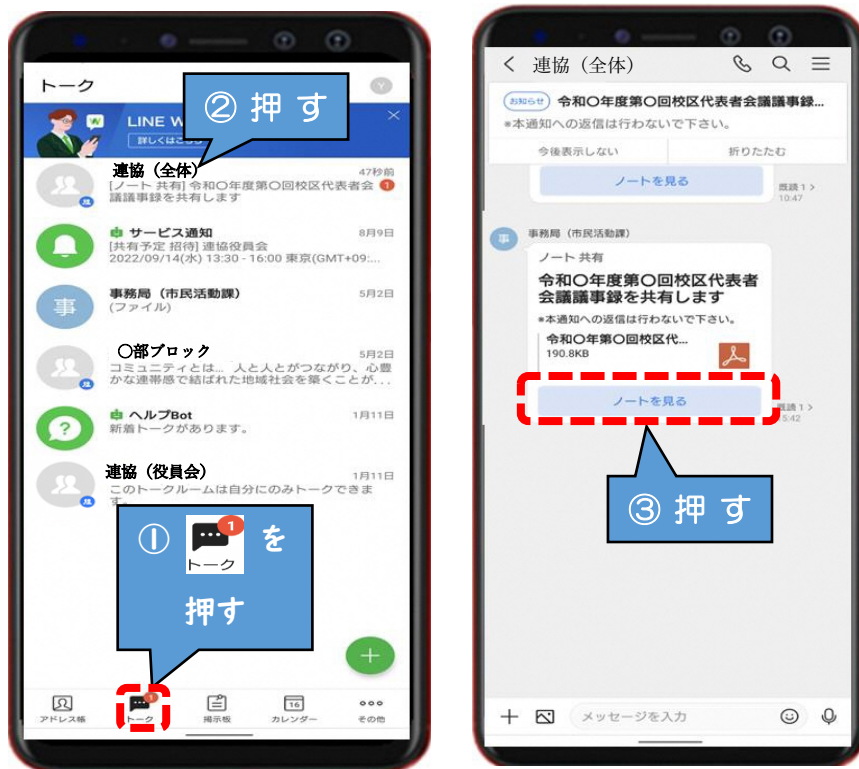 トーク
Y
LINE W
詳しくはこ
② 押 す
連協（全体）
47秒前
[ノート 共有] 令和〇年度第〇回校区代表者会
議議事録を共有します
1
サービス通知
8月9日
[共有予定 招待] 連協役員会
2022/09/14(水) 13:30 - 16:00 東京(GMT+09:...
事
事務局（市民活動課）
5月2日
(ファイル)
〇部ブロック
5月2日
コミュニティとは... 人と人とがつながり、心豊
かな連帯感で結ばれた地域社会を築くことが...
ヘルプBot
1月11日
新着トークがあります。
連協（役員会）
1月11日
このトークルームは自分にのみトークできま
す。
① トーク 1 を
押す
アドレス帳
トーク
掲示板
16
カレンダー
その他
連協（全体）
お知らせ 令和〇年度第〇回校区代表者会議議事録...
*本通知への返信は行わないで下さい。
今後表示しない
折りたたむ
ノートを見る
既読 1 >
10:47
事
事務局（市民活動課）
ノート 共有
令和〇年度第〇回校区代表者
会議議事録を共有します
*本通知への返信は行わないで下さい。
令和〇年第〇回校区代...
190.8KB
ノートを見る
既読 1 >
5:42
③ 押 す
メッセージを入力